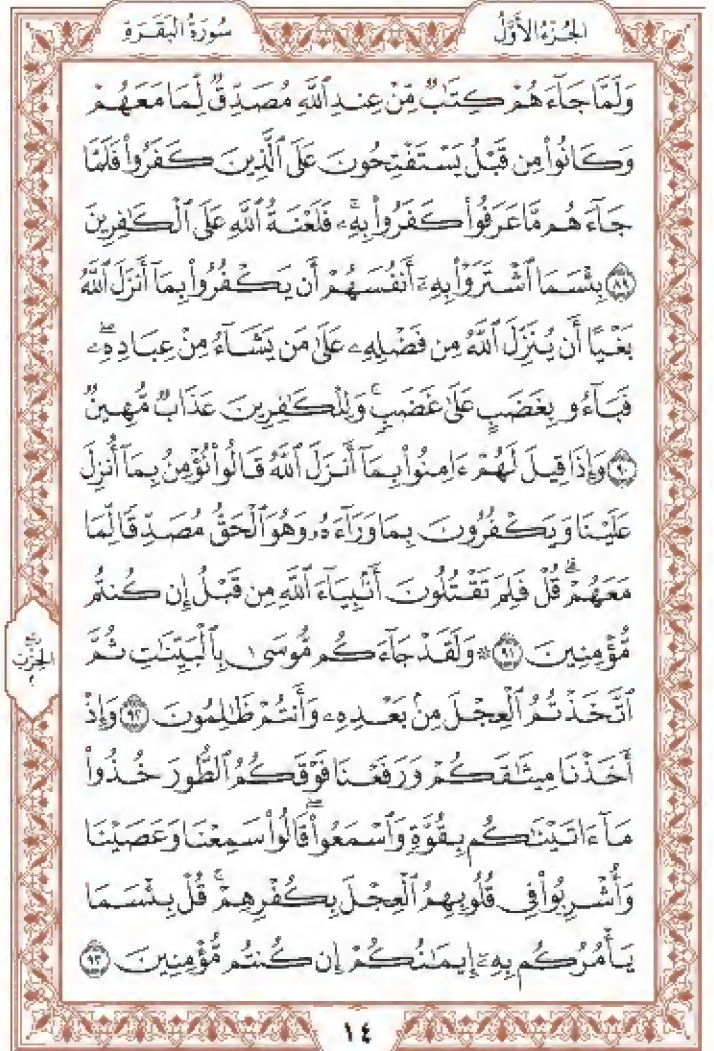 الجُزْءُ الأَوَّلُ
سُورَةُ البَقَرَةِ
وَلَمَّا جَآءَهُمْ كِتَٰبٌ مِّنْ عِندِ ٱللَّهِ مُصَدِّقٌ لِّمَا مَعَهُمْ
وَكَانُوا۟ مِن قَبْلُ يَسْتَفْتِحُونَ عَلَى ٱلَّذِينَ كَفَرُوا۟ فَلَمَّا
جَآءَهُم مَّا عَرَفُوا۟ كَفَرُوا۟ بِهِۦ ۚ فَلَعْنَةُ ٱللَّهِ عَلَى ٱلْكَٰفِرِينَ
٨٩ بِئْسَمَا ٱشْتَرَوْا۟ بِهِۦٓ أَنفُسَهُمْ أَن يَكْفُرُوا۟ بِمَآ أَنزَلَ ٱللَّهُ
بَغْيًا أَن يُنَزِّلَ ٱللَّهُ مِن فَضْلِهِۦ عَلَىٰ مَن يَشَآءُ مِنْ عِبَادِهِۦ ۖ
فَبَآءُو بِغَضَبٍ عَلَىٰ غَضَبٍ ۚ وَلِلْكَٰفِرِينَ عَذَابٌ مُّهِينٌ
٩٠ وَإِذَا قِيلَ لَهُمْ ءَامِنُوا۟ بِمَآ أَنزَلَ ٱللَّهُ قَالُوا۟ نُؤْمِنُ بِمَآ أُنزِلَ
عَلَيْنَا وَيَكْفُرُونَ بِمَا وَرَآءَهُۥ وَهُوَ ٱلْحَقُّ مُصَدِّقًا لِّمَا
مَعَهُمْ ۗ قُلْ فَلِمَ تَقْتُلُونَ أَنۢبِيَآءَ ٱللَّهِ مِن قَبْلُ إِن كُنتُم
مُّؤْمِنِينَ ٩١ ۞ وَلَقَدْ جَآءَكُم مُّوسَىٰ بِٱلْبَيِّنَٰتِ ثُمَّ
ٱتَّخَذْتُمُ ٱلْعِجْلَ مِنۢ بَعْدِهِۦ وَأَنتُمْ ظَٰلِمُونَ ٩٢ وَإِذْ
أَخَذْنَا مِيثَٰقَكُمْ وَرَفَعْنَا فَوْقَكُمُ ٱلطُّورَ خُذُوا۟
مَآ ءَاتَيْنَٰكُم بِقُوَّةٍ وَٱسْمَعُوا۟ ۖ قَالُوا۟ سَمِعْنَا وَعَصَيْنَا
وَأُشْرِبُوا۟ فِى قُلُوبِهِمُ ٱلْعِجْلَ بِكُفْرِهِمْ ۚ قُلْ بِئْسَمَا
يَأْمُرُكُم بِهِۦٓ إِيمَٰنُكُمْ إِن كُنتُم مُّؤْمِنِينَ ٩٣
ربع
الحزب
٢
١٤